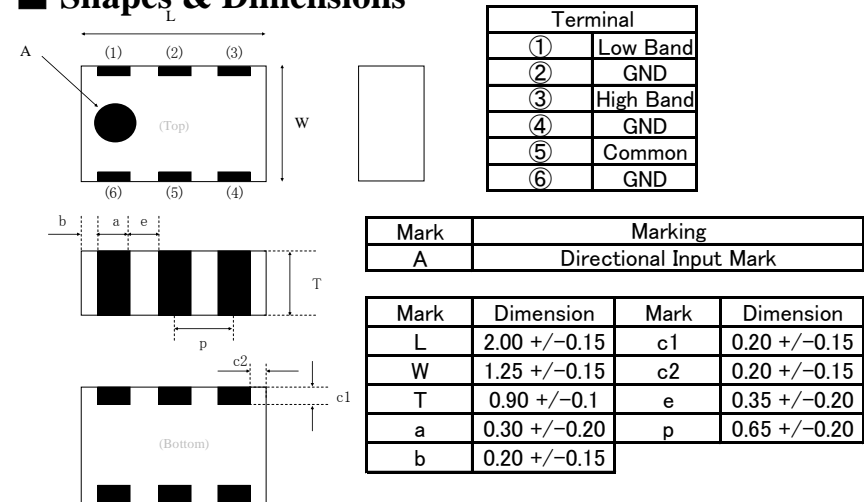 ■ Shapes & Dimensions
L
A
(1) (2) (3)
(Top)
W
(6) (5) (4)
Terminal
① Low Band
② GND
③ High Band
④ GND
⑤ Common
⑥ GND
b a e
T
p
Mark Marking
A Directional Input Mark
Mark Dimension Mark Dimension
L 2.00 +/-0.15 c1 0.20 +/-0.15
W 1.25 +/-0.15 c2 0.20 +/-0.15
T 0.90 +/-0.1 e 0.35 +/-0.20
a 0.30 +/-0.20 p 0.65 +/-0.20
b 0.20 +/-0.15
c2
c1
(Bottom)